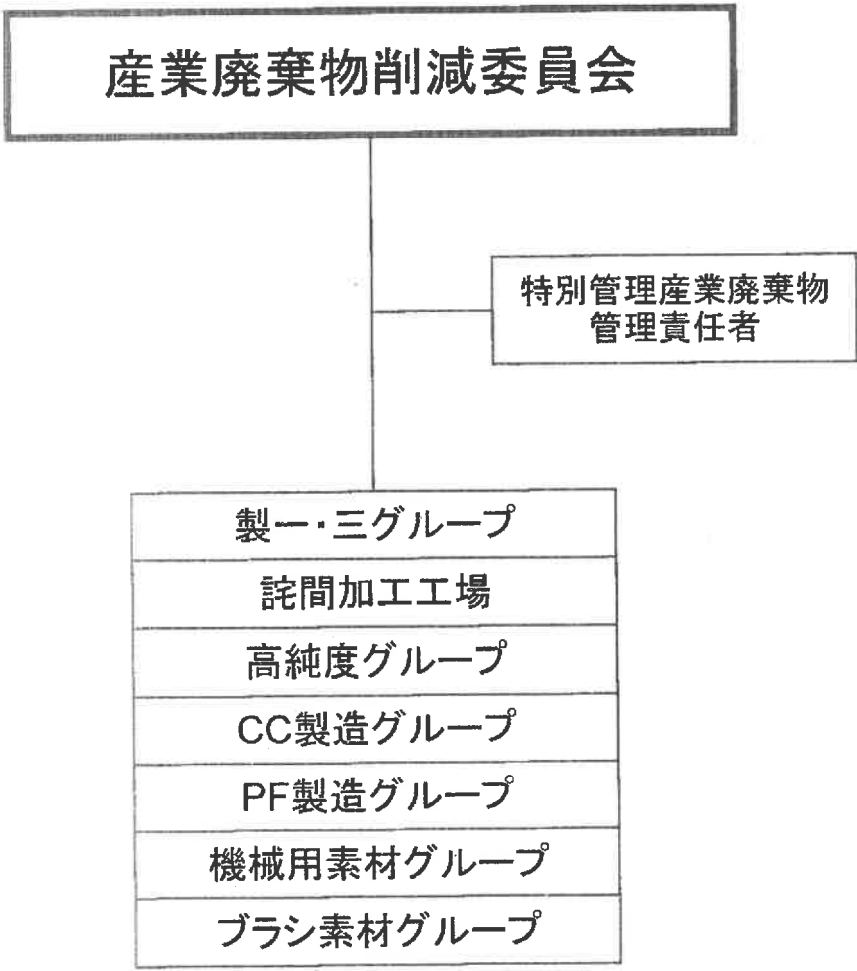 産業廃棄物削減委員会
特別管理産業廃棄物
管理責任者
製一・三グループ
詫間加工工場
高純度グループ
CC製造グループ
PF製造グループ
機械用素材グループ
ブラシ素材グループ